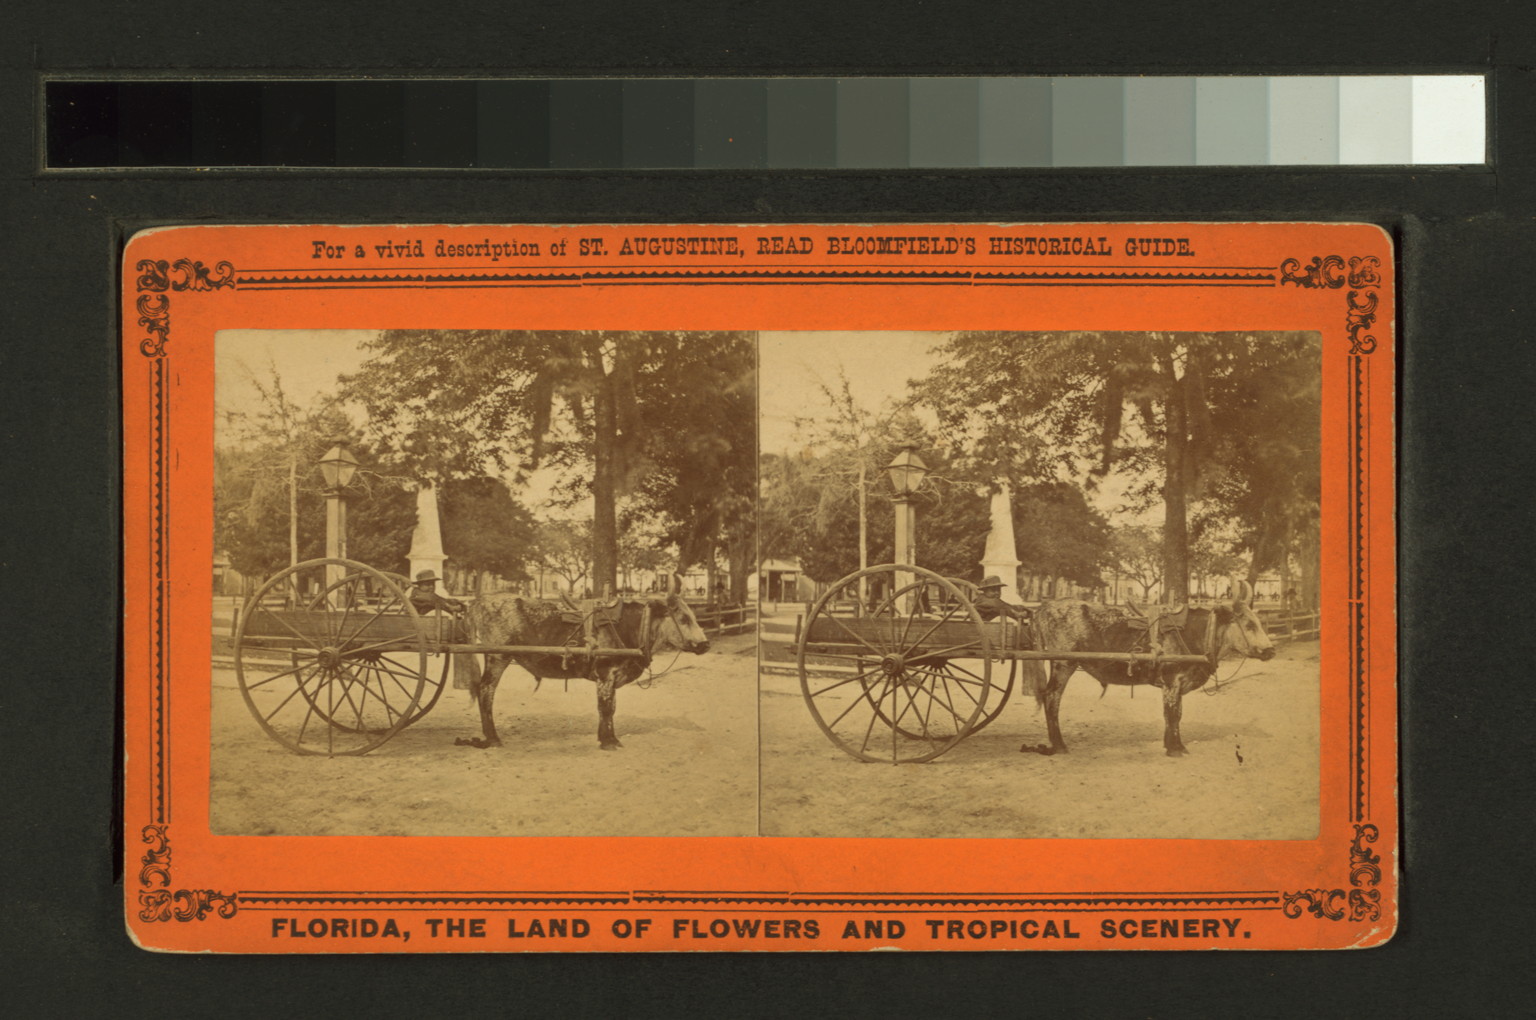 For a vivid description of ST. AUGUSTINE, READ BLOOMFIELD'S HISTORICAL GUIDE.
FLORIDA, THE LAND OF FLOWERS AND TROPICAL SCENERY.